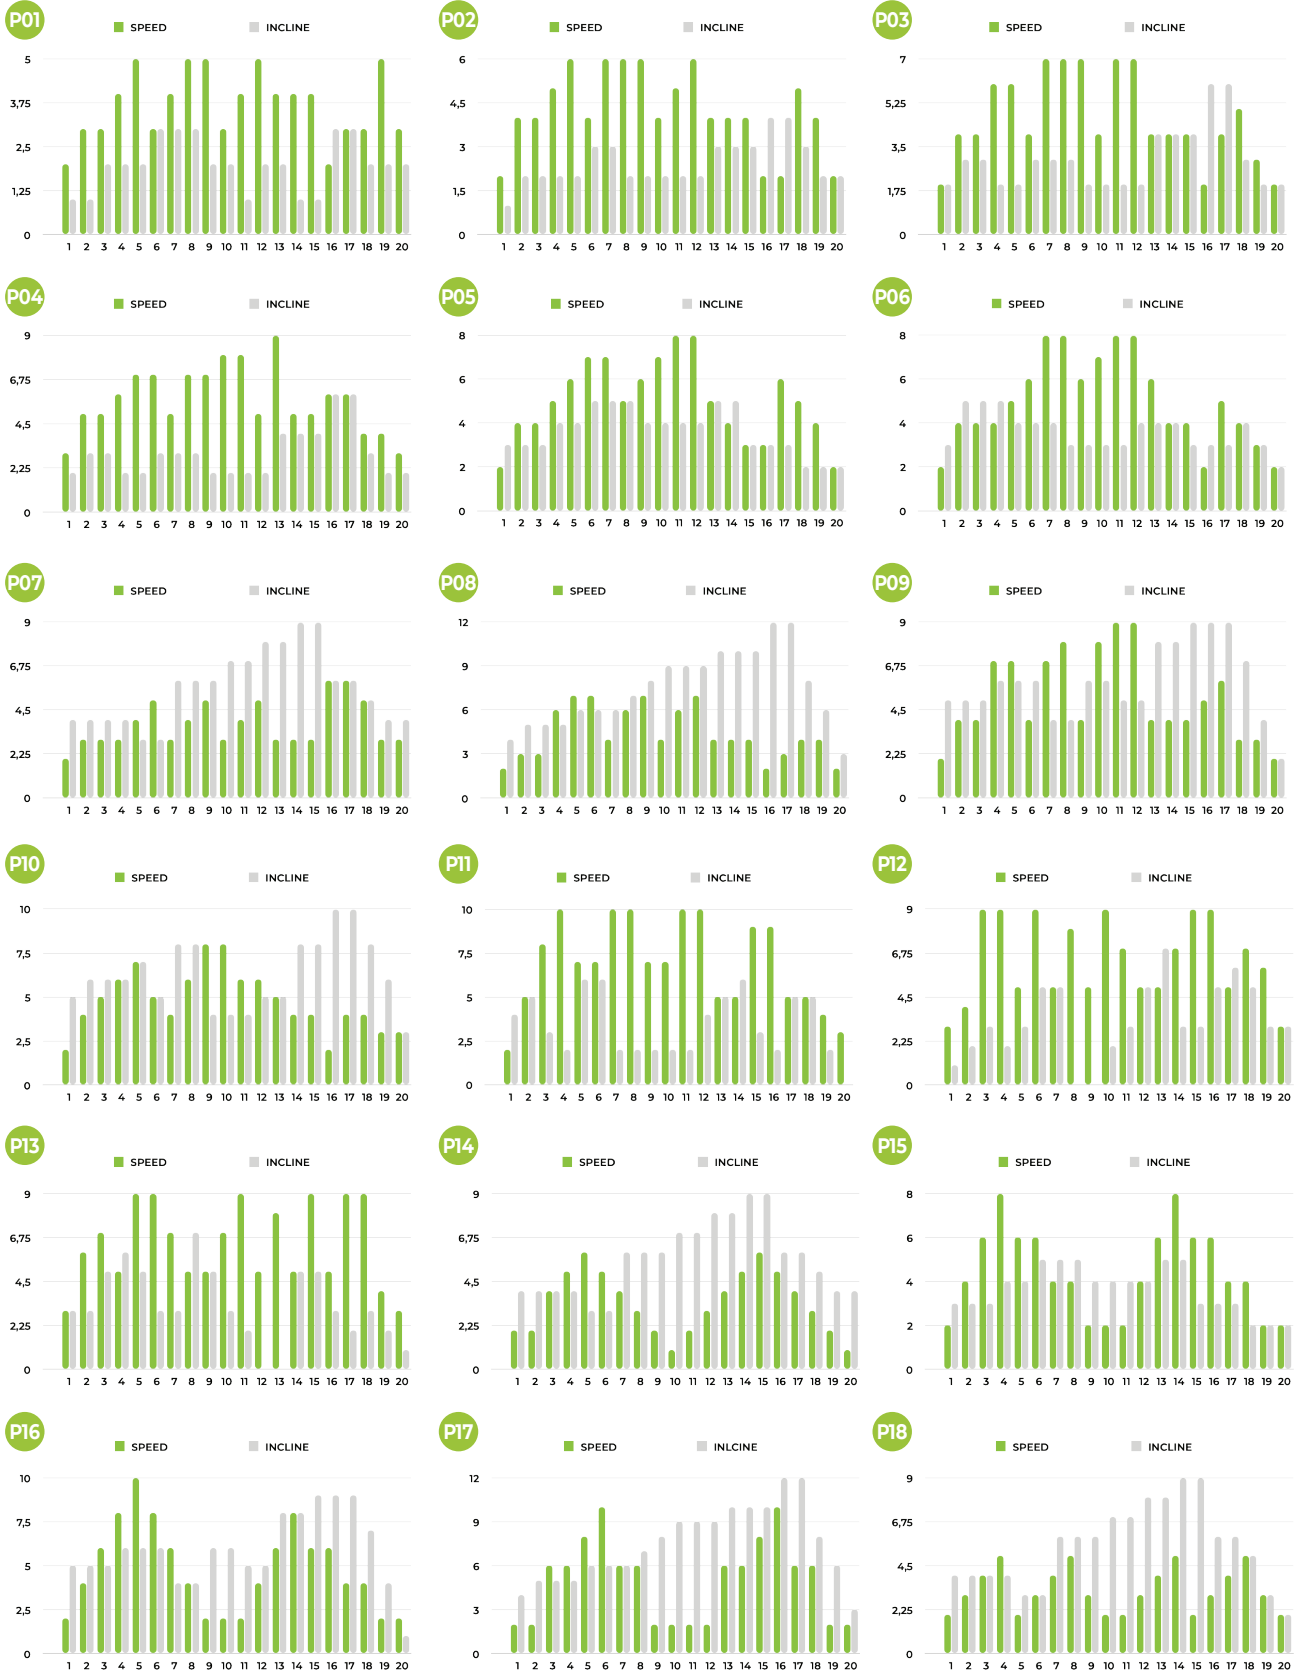 P01 P02 P03
SPEED INCLINE SPEED INCLINE SPEED INCLINE
5 6 7
3,75 4,5 5,25
2,5 3 3,5
1,25 1,5 1,75
0 0 0
1 2 3 4 5 6 7 8 9 10 11 12 13 14 15 16 17 18 19 20 1 2 3 4 5 6 7 8 9 10 11 12 13 14 15 16 17 18 19 20 1 2 3 4 5 6 7 8 9 10 11 12 13 14 15 16 17 18 19 20
P04 P05 P06
SPEED INCLINE SPEED INCLINE SPEED INCLINE
9 8 8
6,75 6 6
4,5 4 4
2,25 2 2
0 0 0
1 2 3 4 5 6 7 8 9 10 11 12 13 14 15 16 17 18 19 20 1 2 3 4 5 6 7 8 9 10 11 12 13 14 15 16 17 18 19 20 1 2 3 4 5 6 7 8 9 10 11 12 13 14 15 16 17 18 19 20
P07 P08 P09
SPEED INCLINE SPEED INCLINE SPEED INCLINE
9 12 9
6,75 9 6,75
4,5 6 4,5
2,25 3 2,25
0 0 0
1 2 3 4 5 6 7 8 9 10 11 12 13 14 15 16 17 18 19 20 1 2 3 4 5 6 7 8 9 10 11 12 13 14 15 16 17 18 19 20 1 2 3 4 5 6 7 8 9 10 11 12 13 14 15 16 17 18 19 20
P10 P11 P12
SPEED INCLINE SPEED INCLINE SPEED INCLINE
10 10 9
7,5 7,5 6,75
5 5 4,5
2,5 2,5 2,25
0 0 0
1 2 3 4 5 6 7 8 9 10 11 12 13 14 15 16 17 18 19 20 1 2 3 4 5 6 7 8 9 10 11 12 13 14 15 16 17 18 19 20 1 2 3 4 5 6 7 8 9 10 11 12 13 14 15 16 17 18 19 20
P13 P14 P15
SPEED INCLINE SPEED INCLINE SPEED INCLINE
9 9 8
6,75 6,75 6
4,5 4,5 4
2,25 2,25 2
0 0 0
1 2 3 4 5 6 7 8 9 10 11 12 13 14 15 16 17 18 19 20 1 2 3 4 5 6 7 8 9 10 11 12 13 14 15 16 17 18 19 20 1 2 3 4 5 6 7 8 9 10 11 12 13 14 15 16 17 18 19 20
P16 P17 P18
SPEED INCLINE SPEED INLCINE SPEED INCLINE
10 12 9
7,5 9 6,75
5 6 4,5
2,5 3 2,25
0 0 0
1 2 3 4 5 6 7 8 9 10 11 12 13 14 15 16 17 18 19 20 1 2 3 4 5 6 7 8 9 10 11 12 13 14 15 16 17 18 19 20 1 2 3 4 5 6 7 8 9 10 11 12 13 14 15 16 17 18 19 20